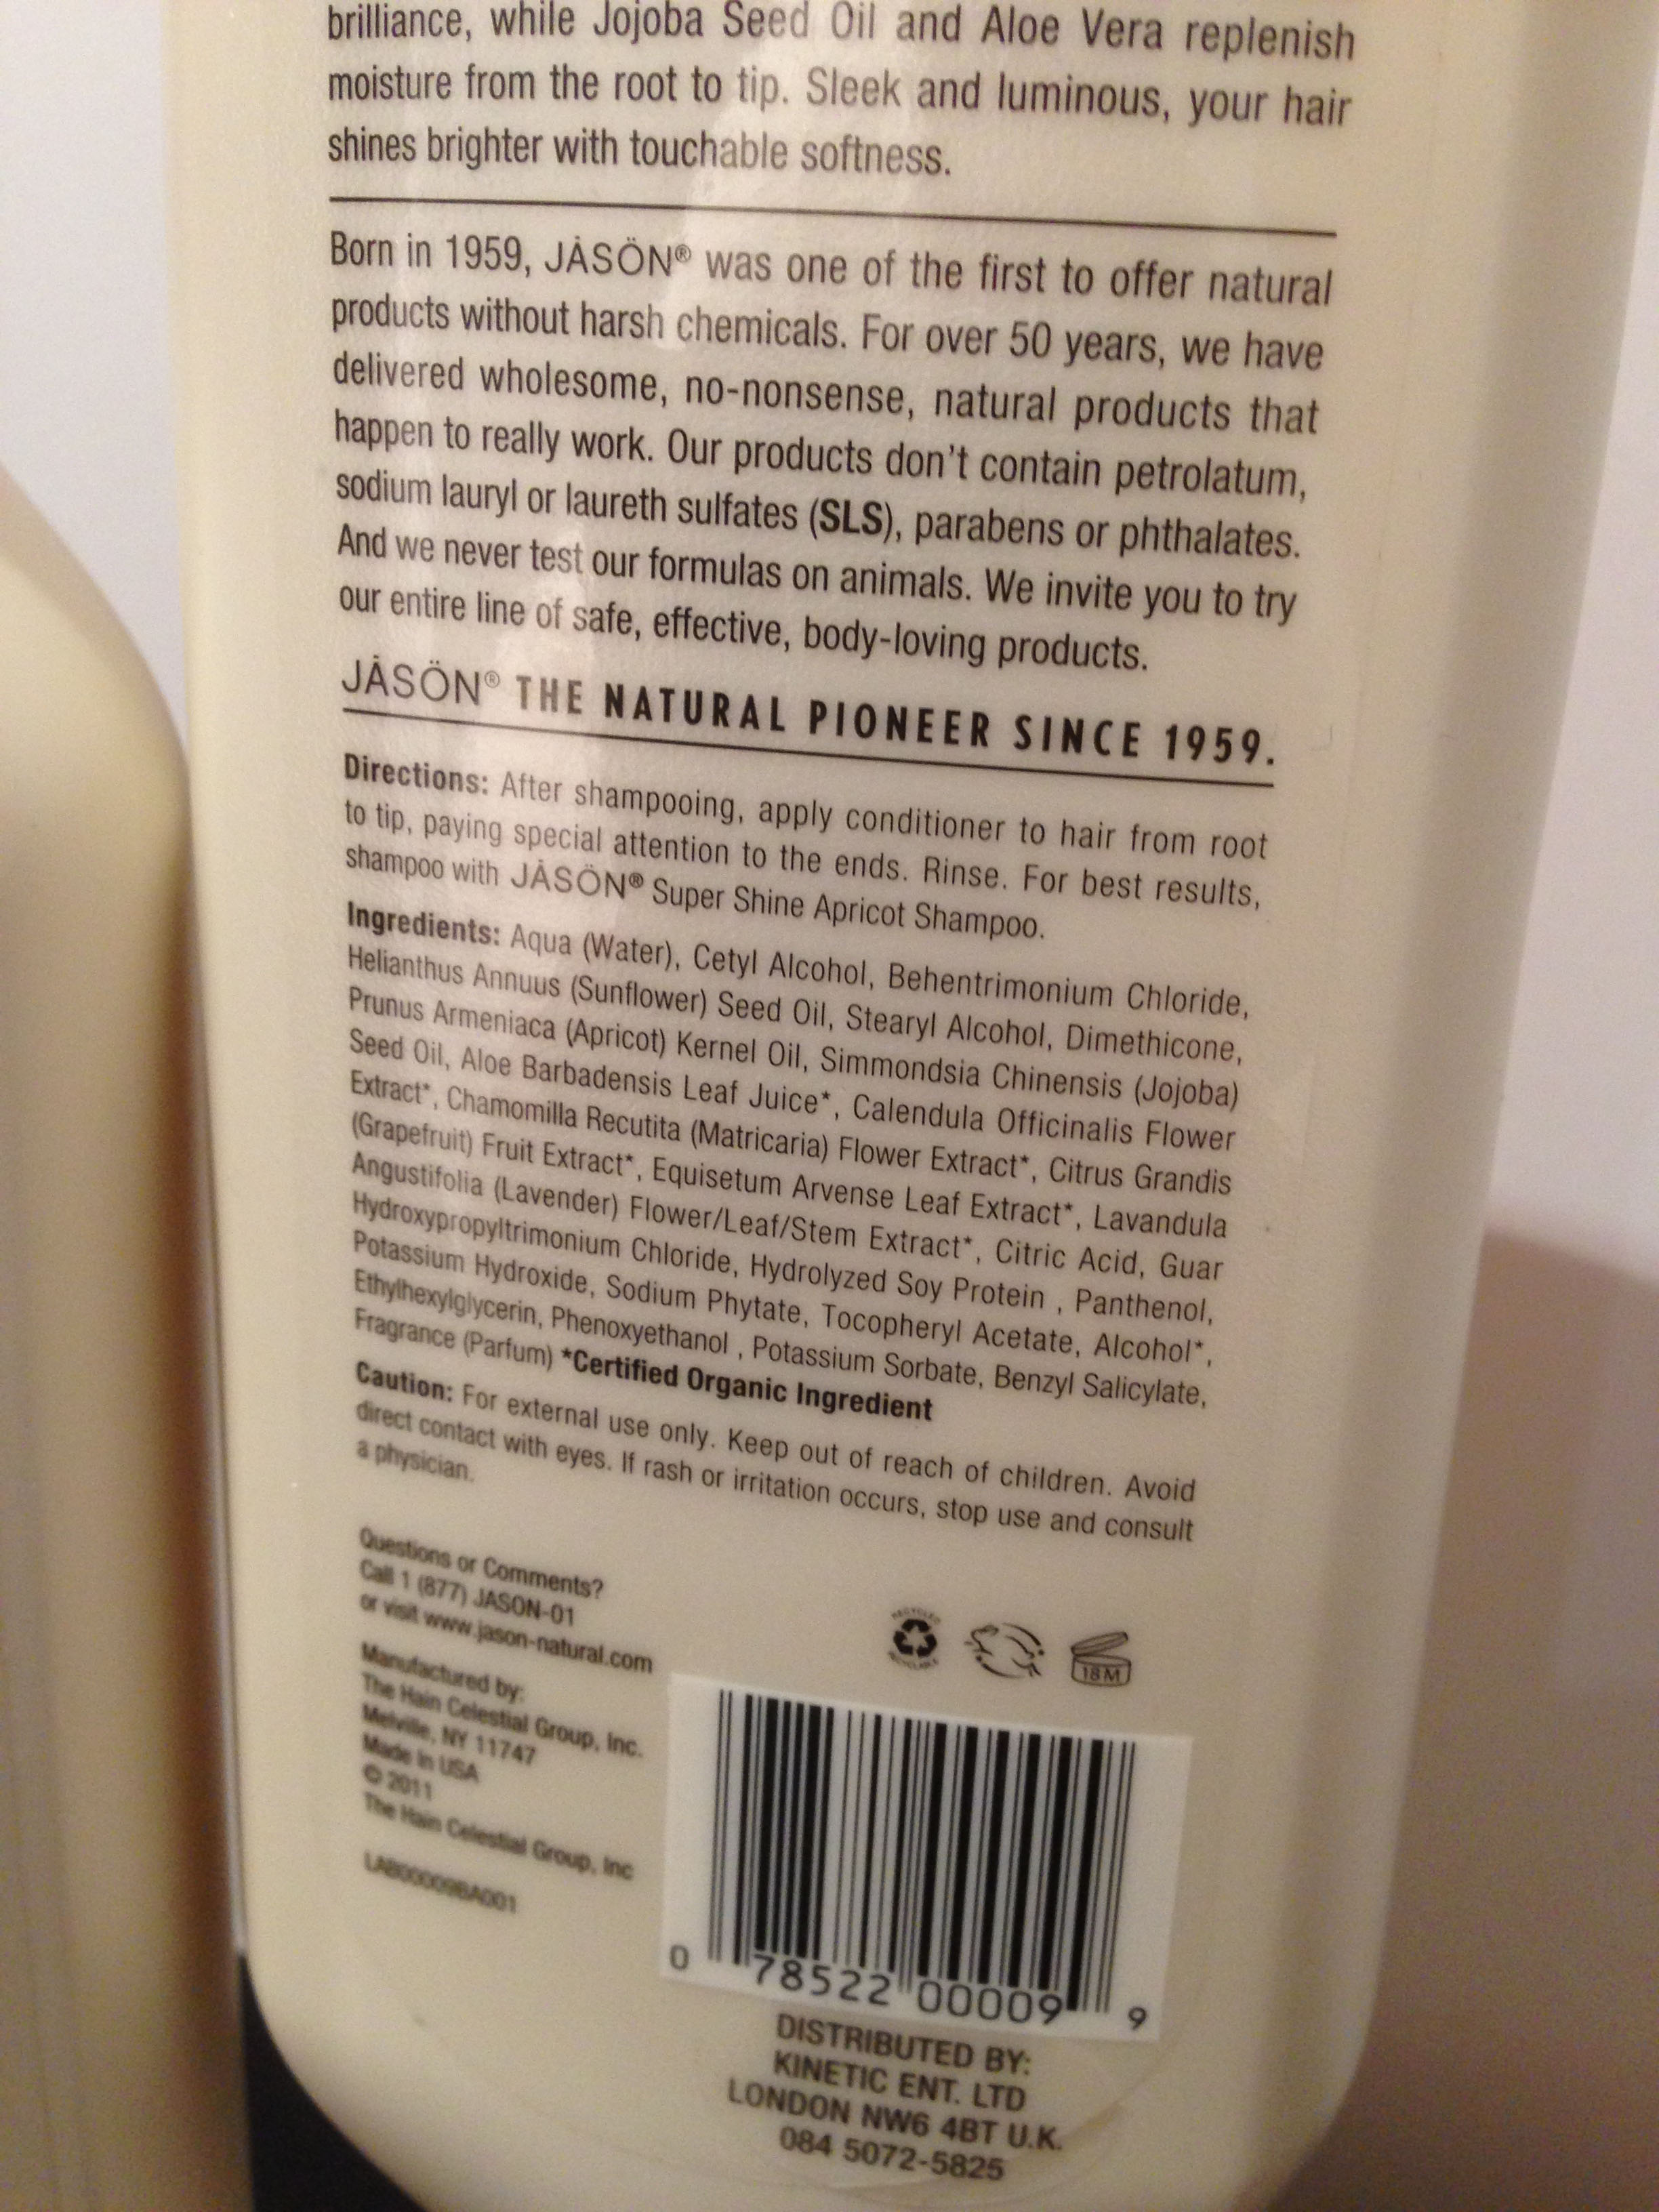 brilliance, while Jojoba Seed Oil and Aloe Vera replenish
moisture from the root to tip. Sleek and luminous, your hair
shines brighter with touchable softness.
Born in 1959, JĀSÖN® was one of the first to offer natural
products without harsh chemicals. For over 50 years, we have
delivered wholesome, no-nonsense, natural products that
happen to really work. Our products don't contain petrolatum,
sodium lauryl or laureth sulfates (SLS), parabens or phthalates.
And we never test our formulas on animals. We invite you to try
our entire line of safe, effective, body-loving products.
JĀSÖN® THE NATURAL PIONEER SINCE 1959.
Directions: After shampooing, apply conditioner to hair from root
to tip, paying special attention to the ends. Rinse. For best results,
shampoo with JĀSÖN® Super Shine Apricot Shampoo.
Ingredients: Aqua (Water), Cetyl Alcohol, Behentrimonium Chloride,
Helianthus Annuus (Sunflower) Seed Oil, Stearyl Alcohol, Dimethicone,
Prunus Armeniaca (Apricot) Kernel Oil, Simmondsia Chinensis (Jojoba)
Seed Oil, Aloe Barbadensis Leaf Juice*, Calendula Officinalis Flower
Extract*, Chamomilla Recutita (Matricaria) Flower Extract*, Citrus Grandis
(Grapefruit) Fruit Extract*, Equisetum Arvense Leaf Extract*, Lavandula
Angustifolia (Lavender) Flower/Leaf/Stem Extract*, Citric Acid, Guar
Hydroxypropyltrimonium Chloride, Hydrolyzed Soy Protein , Panthenol,
Potassium Hydroxide, Sodium Phytate, Tocopheryl Acetate, Alcohol*,
Ethylhexylglycerin, Phenoxyethanol , Potassium Sorbate, Benzyl Salicylate,
Fragrance (Parfum) *Certified Organic Ingredient
Caution: For external use only. Keep out of reach of children. Avoid
direct contact with eyes. If rash or irritation occurs, stop use and consult
a physician.
Questions or Comments?
Call 1 (877) JASON-01
or visit www.jason-natural.com
Manufactured by:
The Hain Celestial Group, Inc.
Melville, NY 11747
Made in USA
© 2011
The Hain Celestial Group, Inc
LAB00009BA001
RECYCLED
RECYCLABLE
18M
0 78522 00009 9
DISTRIBUTED BY:
KINETIC ENT. LTD
LONDON NW6 4BT U.K.
084 5072-5825